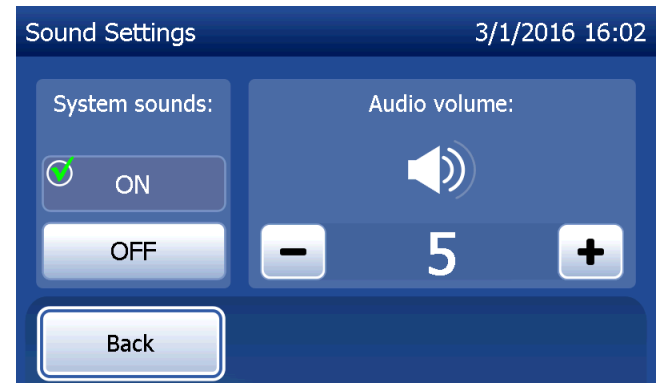 Sound Settings 3/1/2016 16:02
System sounds: Audio volume:
ON
OFF - 5 +
Back